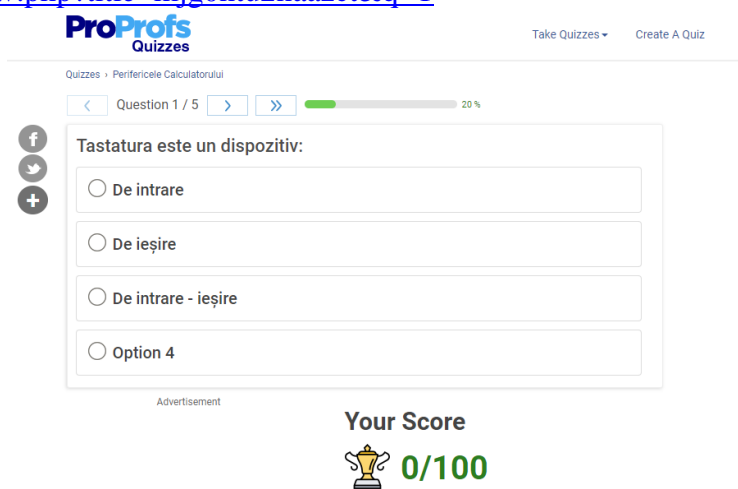 ProProfs
Quizzes
Take Quizzes
Create A Quiz
Quizzes › Perifericele Calculatorului
Question 1 / 5
20 %
Tastatura este un dispozitiv:
De intrare
De ieșire
De intrare - ieșire
Option 4
Advertisement
Your Score
0/100